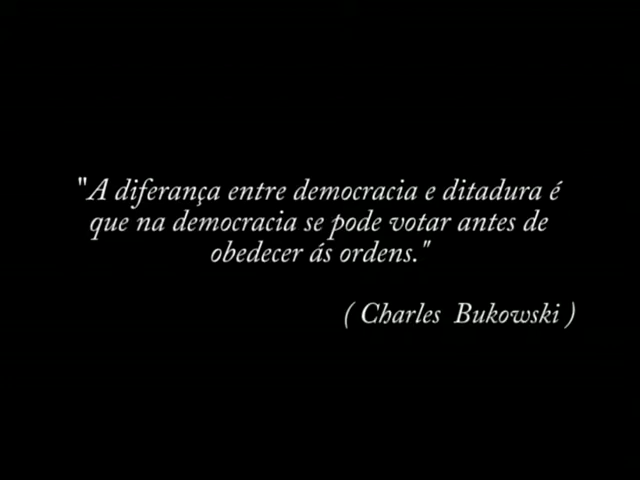 "A diferança entre democracia e ditadura é
que na democracia se pode votar antes de
obedecer ás ordens."
( Charles Bukowski )